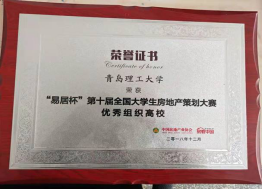 荣誉证书
Certificate of honor
青岛理工大学
荣获
“易居杯”第十届全国大学生房地产策划大赛
优秀组织高校
二〇一八年十二月